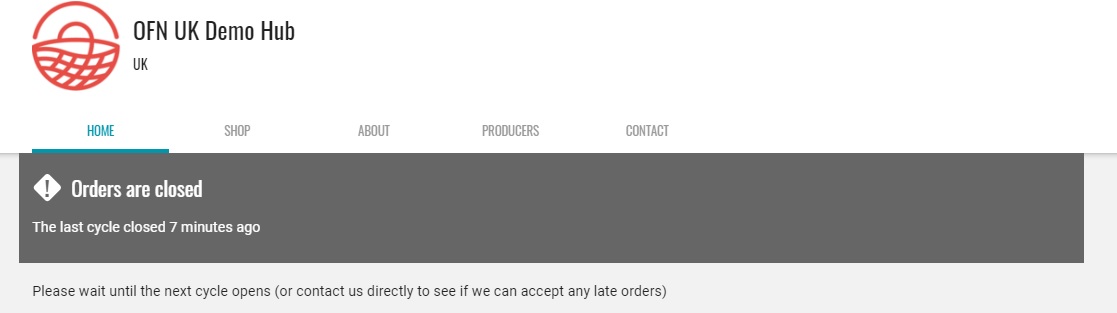 OFN UK Demo Hub
UK
HOME SHOP ABOUT PRODUCERS CONTACT
Orders are closed
The last cycle closed 7 minutes ago
Please wait until the next cycle opens (or contact us directly to see if we can accept any late orders)